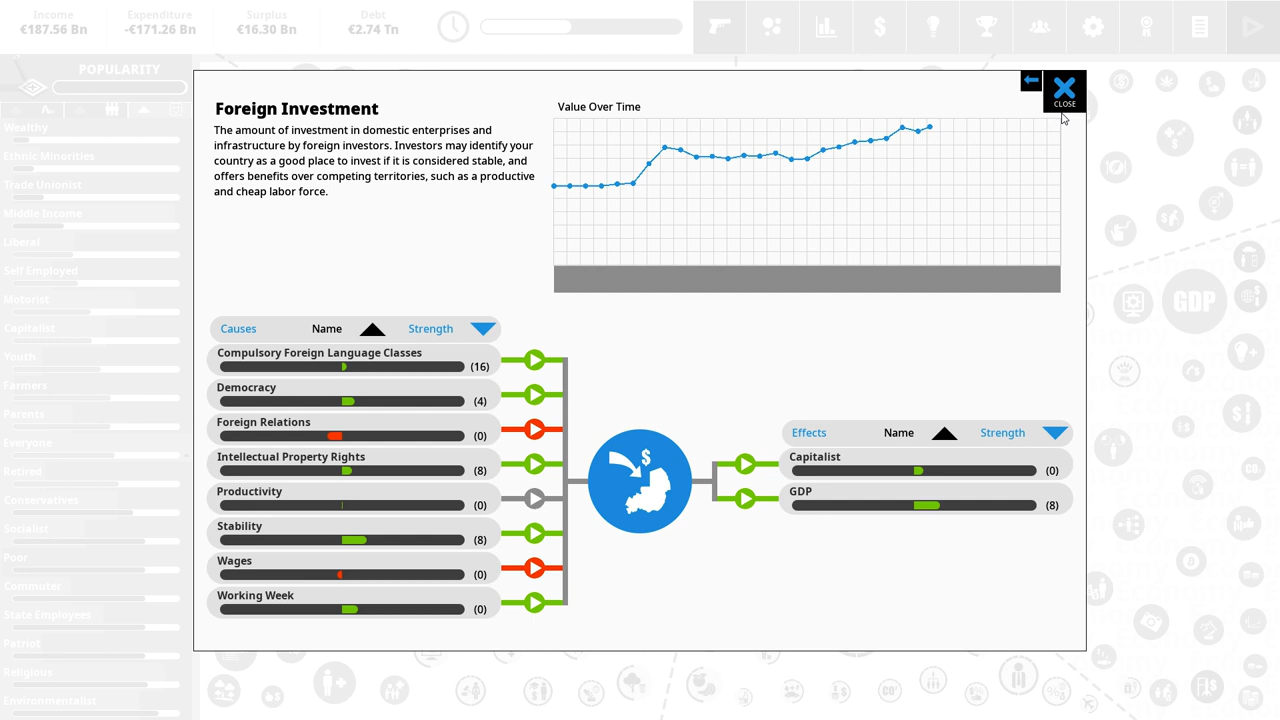 Income
Expenditure
Surplus
Debt
€187.56 Bn
-€171.26 Bn
€16.30 Bn
€2.74 Tn
POPULARITY
Wealthy
Ethnic Minorities
Trade Unionist
Middle Income
Liberal
Self Employed
Motorist
Capitalist
Youth
Farmers
Parents
Everyone
Retired
Conservatives
Socialist
Poor
Commuter
State Employees
Patriot
Religious
Environmentalist
CLOSE
Foreign Investment
The amount of investment in domestic enterprises and
infrastructure by foreign investors. Investors may identify your
country as a good place to invest if it is considered stable, and
offers benefits over competing territories, such as a productive
and cheap labor force.
Value Over Time
Causes
Name
Strength
Compulsory Foreign Language Classes
(16)
Democracy
(4)
Foreign Relations
(0)
Intellectual Property Rights
(8)
Productivity
(0)
Stability
(8)
Wages
(0)
Working Week
(0)
$
Effects
Name
Strength
Capitalist
(0)
GDP
(8)
GDP